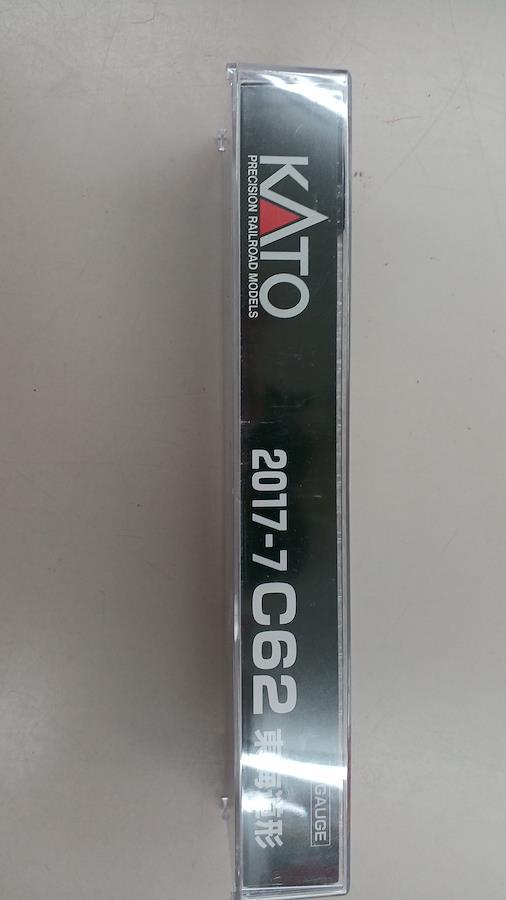 KATO
PRECISION RAILROAD MODELS
2017-7 C62 東海道形
GAUGE